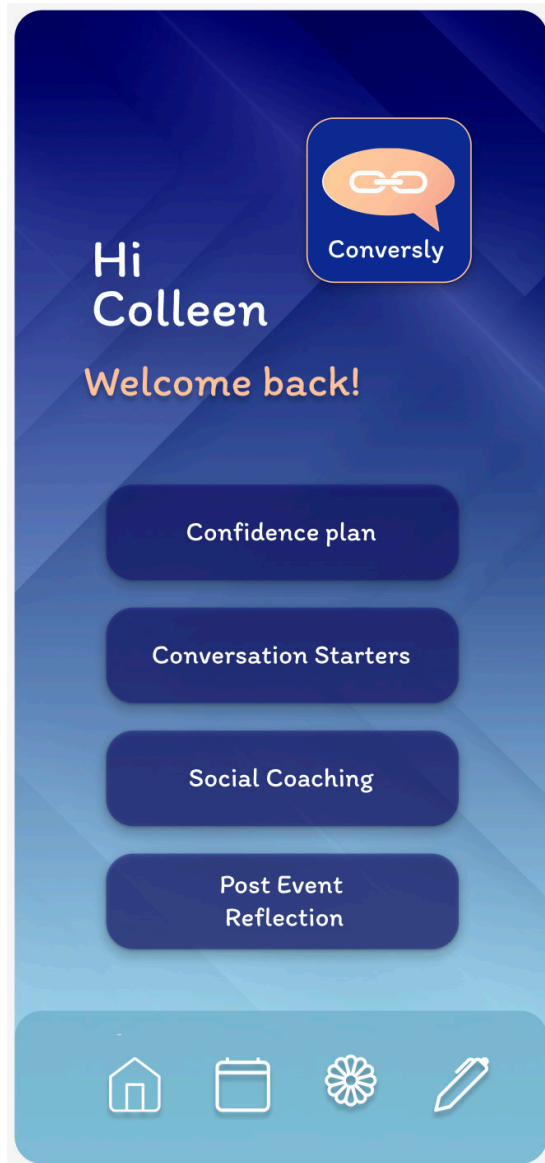 Conversly
Hi
Colleen
Welcome back!
Confidence plan
Conversation Starters
Social Coaching
Post Event
Reflection